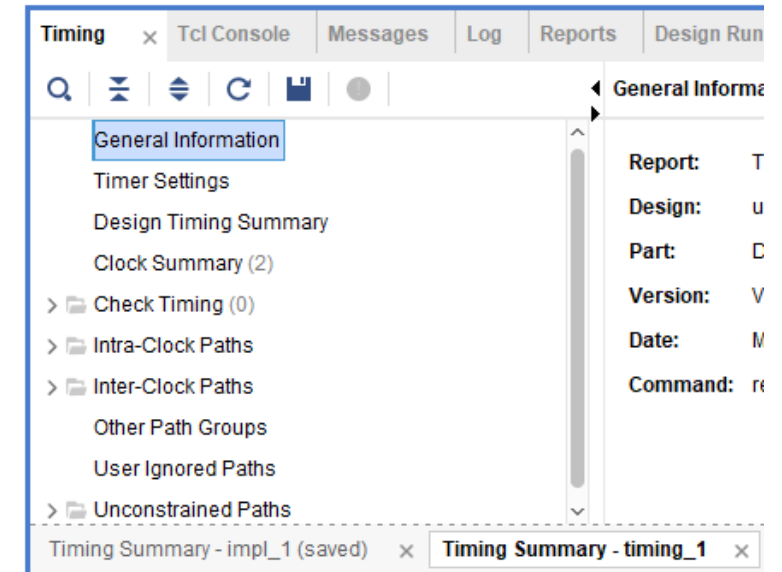 Timing Tcl Console Messages Log Reports Design Run
General Information
Timer Settings
Design Timing Summary
Clock Summary (2)
Check Timing (0)
Intra-Clock Paths
Inter-Clock Paths
Other Path Groups
User Ignored Paths
Unconstrained Paths
General Informa
Report: T
Design: u
Part: D
Version: V
Date: M
Command: re
Timing Summary - impl_1 (saved) Timing Summary - timing_1